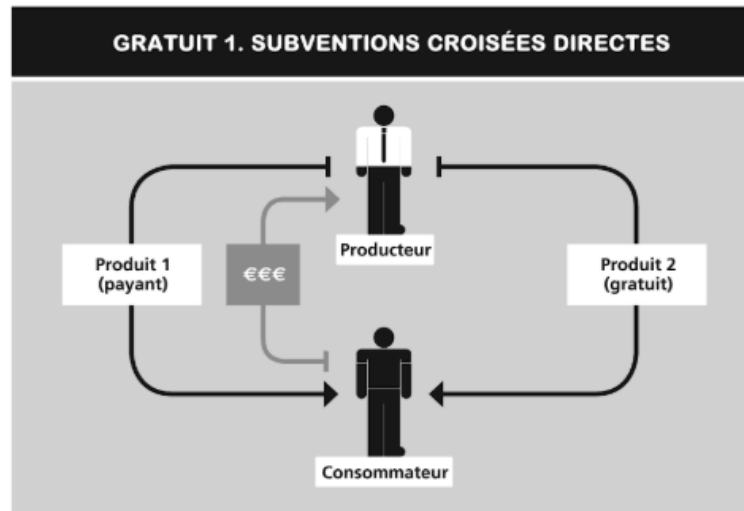 GRATUIT 1. SUBVENTIONS CROISÉES DIRECTES
Producteur
Produit 1
(payant)
€€€
Produit 2
(gratuit)
Consommateur